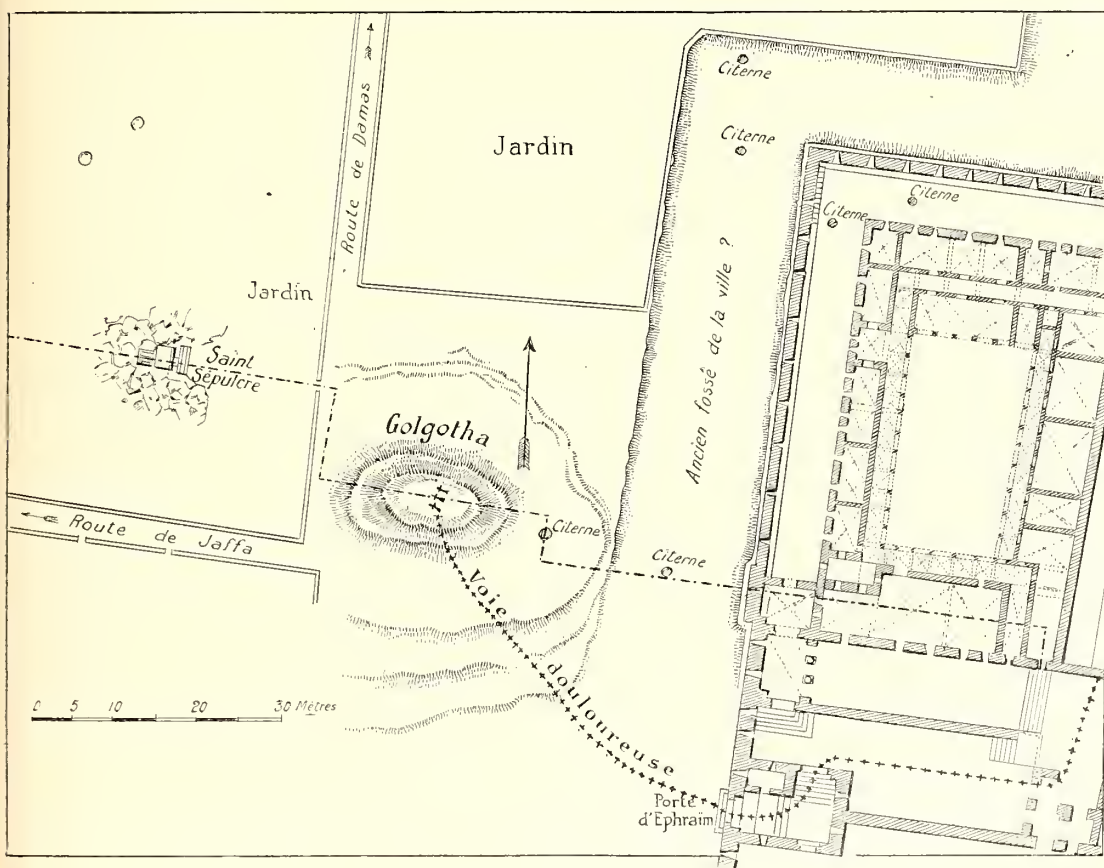 Citerne
Route de Damas
Citerne
Jardin
Citerne
Citerne
Ancien fossé de la ville ?
Jardin
Saint
Sépulcre
Golgotha
Route de Jaffa
Citerne
Citerne
Voie douloureuse
0 5 10 20 30 Mètres
Porte
d'Ephraïm